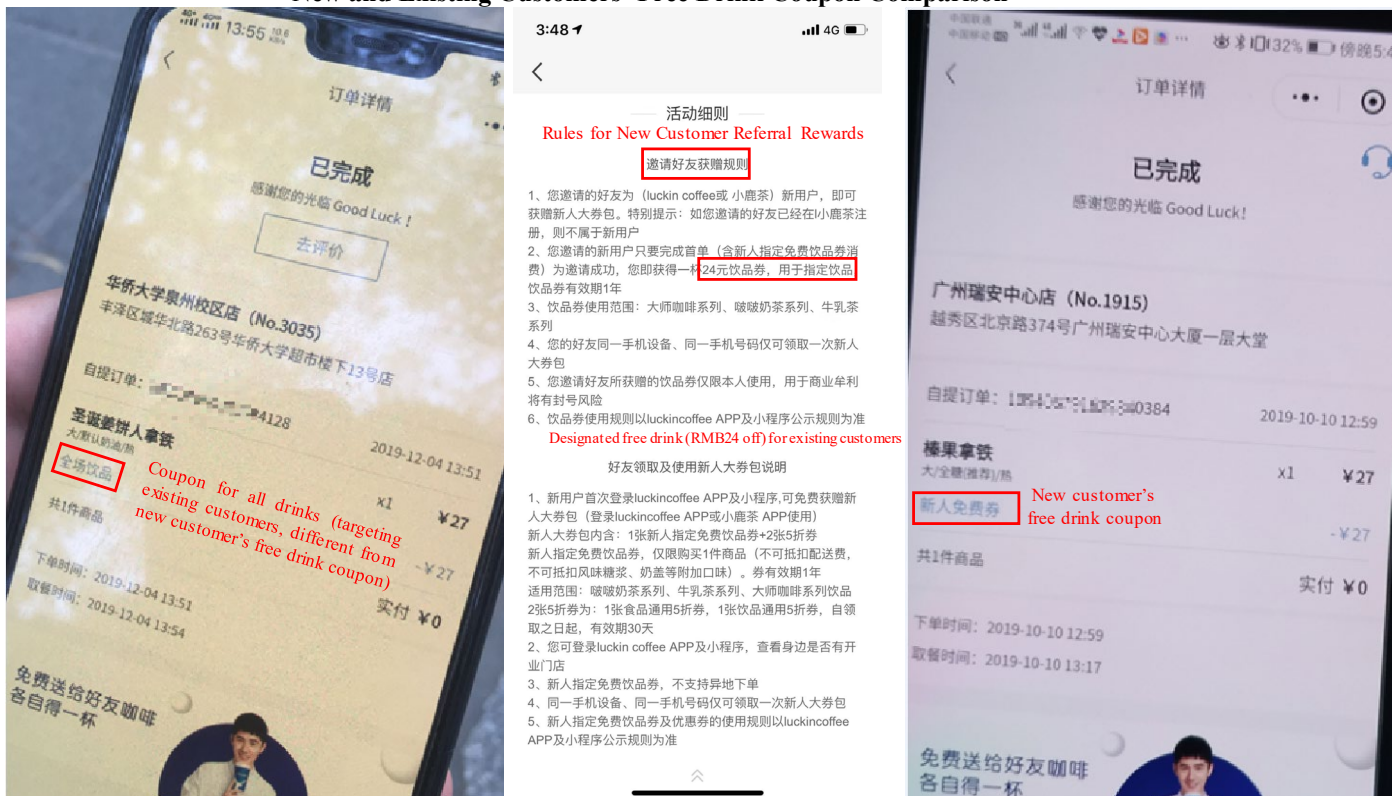 New and Existing Customers' Free Drink Coupon Comparison
13:55
订单详情
已完成
感谢您的光临 Good Luck !
去评价
华侨大学泉州校区店（No.3035）
丰泽区城华北路263号华侨大学超市楼下13号店
自提订单：
4128
2019-12-04 13:51
圣诞姜饼人拿铁
大/默认奶油/热
x1
¥27
全场饮品
-¥27
Coupon for all drinks (targeting
existing customers, different from
new customer's free drink coupon)
共1件商品
实付 ¥0
下单时间：2019-12-04 13:51
取餐时间：2019-12-04 13:54
免费送给好友咖啡
各自得一杯
3:48
4G
活动细则
Rules for New Customer Referral Rewards
邀请好友获赠规则
1、您邀请的好友为（luckin coffee或 小鹿茶）新用户，即可
获赠新人大券包。特别提示：如您邀请的好友已经在l小鹿茶注
册，则不属于新用户
2、您邀请的新用户只要完成首单（含新人指定免费饮品券消
费）为邀请成功，您即获得一杯24元饮品券，用于指定饮品
饮品券有效期1年
3、饮品券使用范围：大师咖啡系列、啵啵奶茶系列、牛乳茶
系列
4、您的好友同一手机设备、同一手机号码仅可领取一次新人
大券包
5、您邀请好友所获赠的饮品券仅限本人使用，用于商业牟利
将有封号风险
6、饮品券使用规则以luckincoffee APP及小程序公示规则为准
Designated free drink (RMB24 off) for existing customers
好友领取及使用新人大券包说明
1、新用户首次登录luckincoffee APP及小程序,可免费获赠新
人大券包（登录luckincoffee APP或小鹿茶 APP使用）
新人大券包内含：1张新人指定免费饮品券+2张5折券
新人指定免费饮品券，仅限购买1件商品（不可抵扣配送费，
不可抵扣风味糖浆、奶盖等附加口味）。券有效期1年
适用范围：啵啵奶茶系列、牛乳茶系列、大师咖啡系列饮品
2张5折券为：1张食品通用5折券，1张饮品通用5折券，自领
取之日起，有效期30天
2、您可登录luckin coffee APP及小程序，查看身边是否有开
业门店
3、新人指定免费饮品券，不支持异地下单
4、同一手机设备、同一手机号码仅可领取一次新人大券包
5、新人指定免费饮品券及优惠券的使用规则以luckincoffee
APP及小程序公示规则为准
中国联通
中国移动
32%
傍晚5:4
订单详情
已完成
感谢您的光临 Good Luck!
广州瑞安中心店（No.1915）
越秀区北京路374号广州瑞安中心大厦一层大堂
自提订单：
0384
2019-10-10 12:59
榛果拿铁
大/全糖(推荐)/热
x1
¥27
新人免费券
-¥27
New customer's
free drink coupon
共1件商品
实付 ¥0
下单时间：2019-10-10 12:59
取餐时间：2019-10-10 13:17
免费送给好友咖啡
各自得一杯